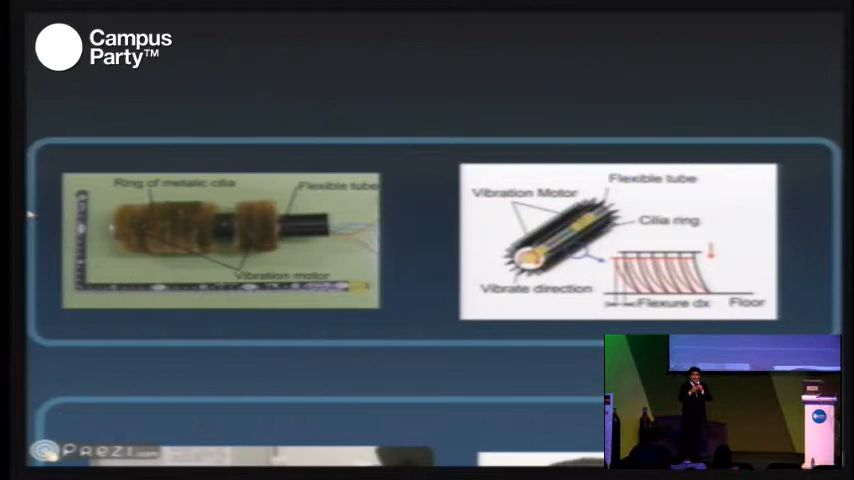 Campus
Party™
Ring of metalic cilia
Flexible tube
Vibration motor
Flexible tube
Vibration Motor
Cilia ring
Vibrate direction
Flexure dx
Floor
PREZI.com